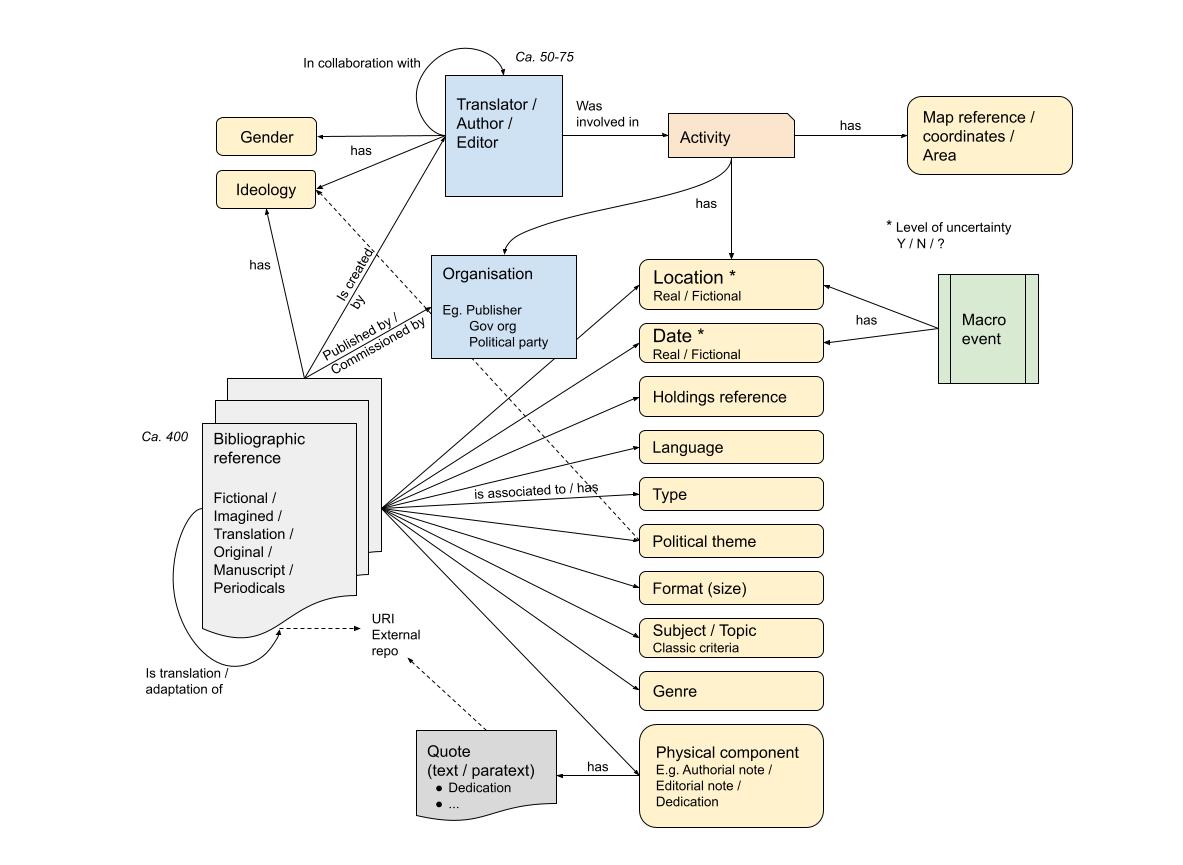 In collaboration with
Ca. 50-75
Translator /
Author /
Editor
Was
involved in
Activity
has
Map reference /
coordinates /
Area
Gender
has
Ideology
has
has
* Level of uncertainty
Y / N / ?
Is created
by
Published by /
Commissioned by
Organisation
Eg. Publisher
Gov org
Political party
Location *
Real / Fictional
Date *
Real / Fictional
has
Macro
event
Holdings reference
Language
is associated to / has
Type
Political theme
Format (size)
Subject / Topic
Classic criteria
Genre
Physical component
E.g. Authorial note /
Editorial note /
Dedication
has
Ca. 400
Bibliographic
reference
Fictional /
Imagined /
Translation /
Original /
Manuscript /
Periodicals
URI
External
repo
Is translation /
adaptation of
Quote
(text / paratext)
● Dedication
● ...